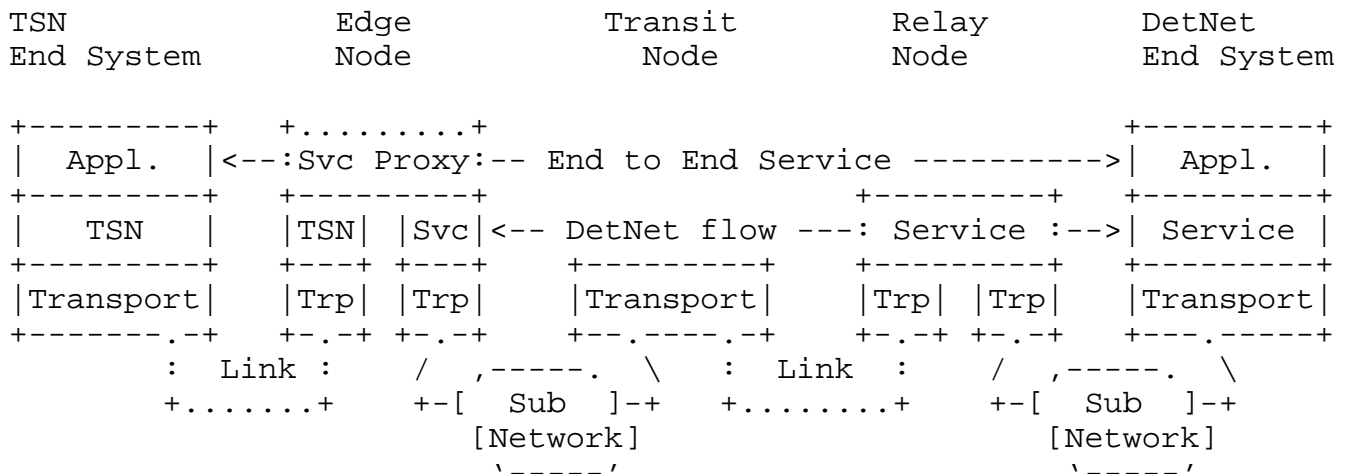 TSN Edge Transit Relay DetNet
End System Node Node Node End System
Appl. Svc Proxy End to End Service Appl.
TSN TSN Svc DetNet flow Service Service
Transport Trp Trp Transport Trp Trp Transport
Link Link
Sub Sub
[Network] [Network]